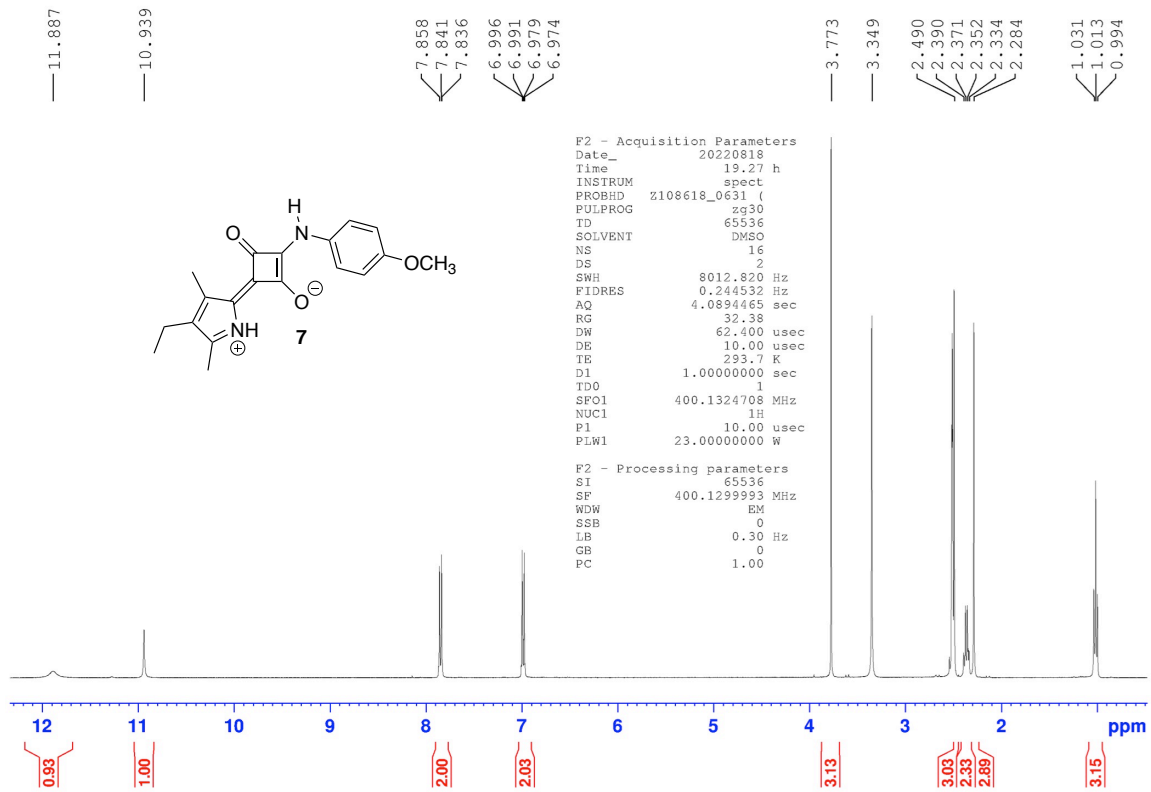 11.887
10.939
7.858
7.841
7.836
6.996
6.991
6.979
6.974
3.773
3.349
2.490
2.390
2.371
2.352
2.334
2.284
1.031
1.013
0.994
H
N
O
OCH3
O
⊖
NH
⊕
7
F2 - Acquisition Parameters
Date_ 20220818
Time 19.27 h
INSTRUM spect
PROBHD Z108618_0631 (
PULPROG zg30
TD 65536
SOLVENT DMSO
NS 16
DS 2
SWH 8012.820 Hz
FIDRES 0.244532 Hz
AQ 4.0894465 sec
RG 32.38
DW 62.400 usec
DE 10.00 usec
TE 293.7 K
D1 1.00000000 sec
TD0 1
SFO1 400.1324708 MHz
NUC1 1H
P1 10.00 usec
PLW1 23.00000000 W
F2 - Processing parameters
SI 65536
SF 400.1299993 MHz
WDW EM
SSB 0
LB 0.30 Hz
GB 0
PC 1.00
12 11 10 9 8 7 6 5 4 3 2 ppm
0.93
1.00
2.00
2.03
3.13
3.03
2.33
2.89
3.15